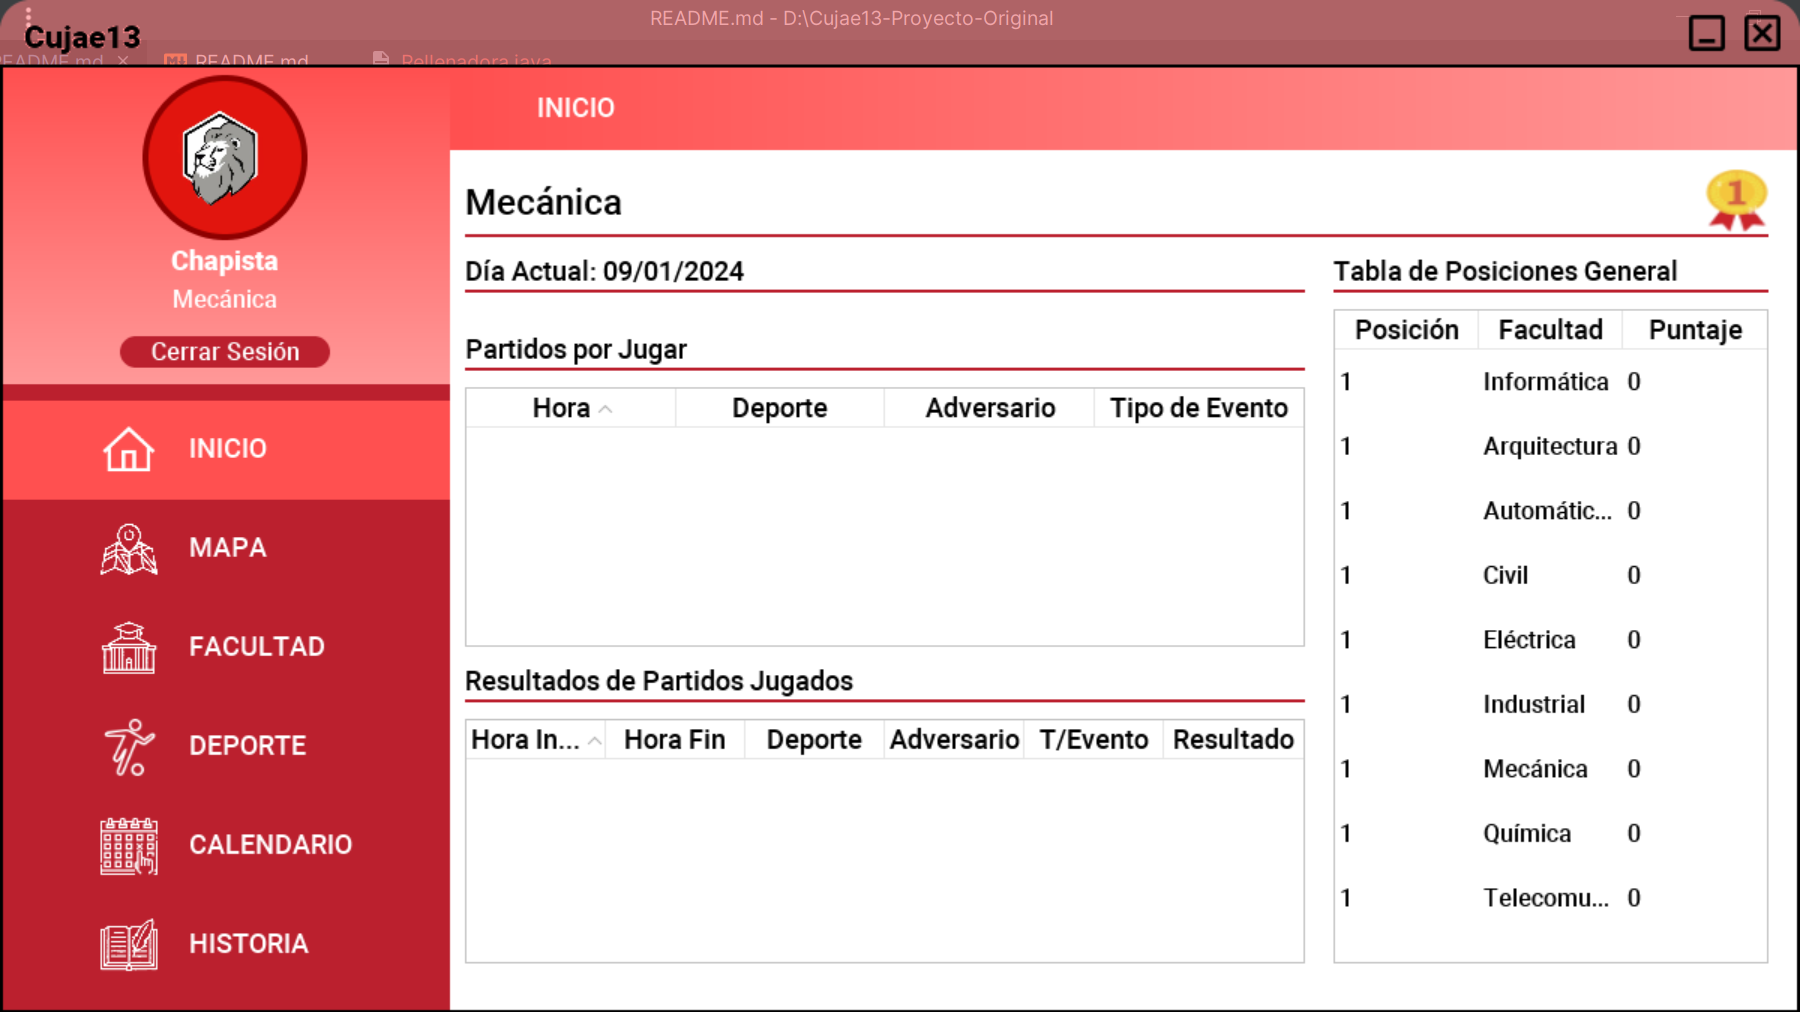 README.md - D:\Cujae13-Proyecto-Original
Cujae13
README.md
README.md
Rellenadora.java
Chapista
Mecánica
Cerrar Sesión
INICIO
MAPA
FACULTAD
DEPORTE
CALENDARIO
HISTORIA
INICIO
Mecánica
1
Día Actual: 09/01/2024
Partidos por Jugar
Hora Deporte Adversario Tipo de Evento
Resultados de Partidos Jugados
Hora In... Hora Fin Deporte Adversario T/Evento Resultado
Tabla de Posiciones General
Posición Facultad Puntaje
1 Informática 0
1 Arquitectura 0
1 Automátic... 0
1 Civil 0
1 Eléctrica 0
1 Industrial 0
1 Mecánica 0
1 Química 0
1 Telecomu... 0